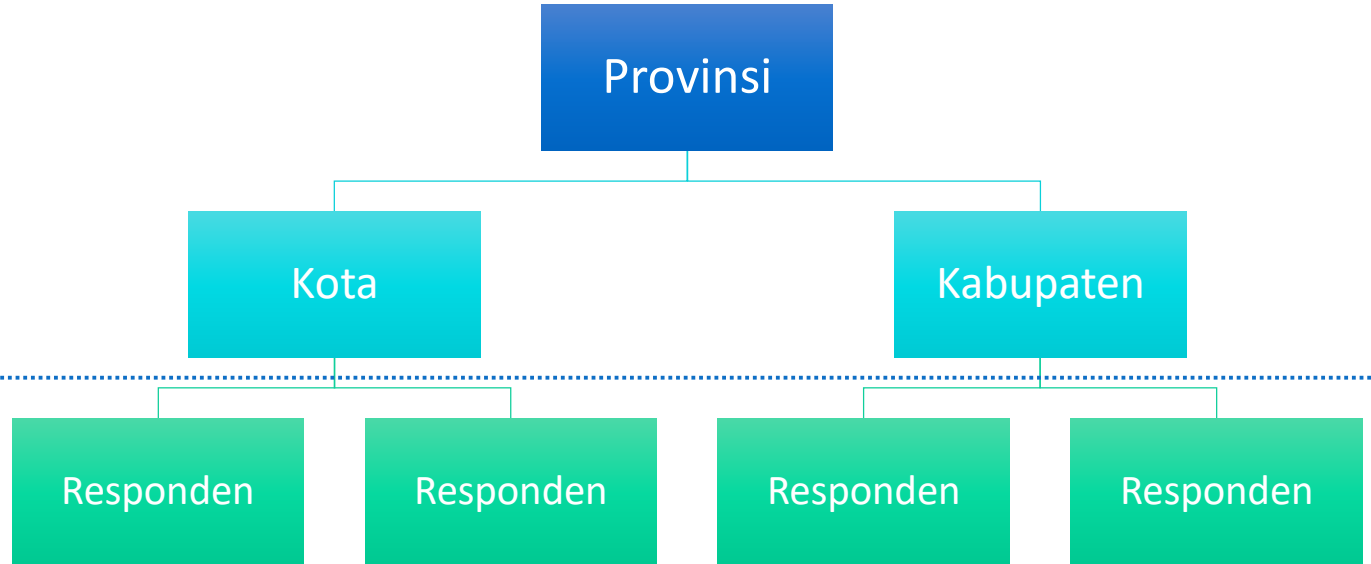 Provinsi
Kota
Kabupaten
Responden
Responden
Responden
Responden